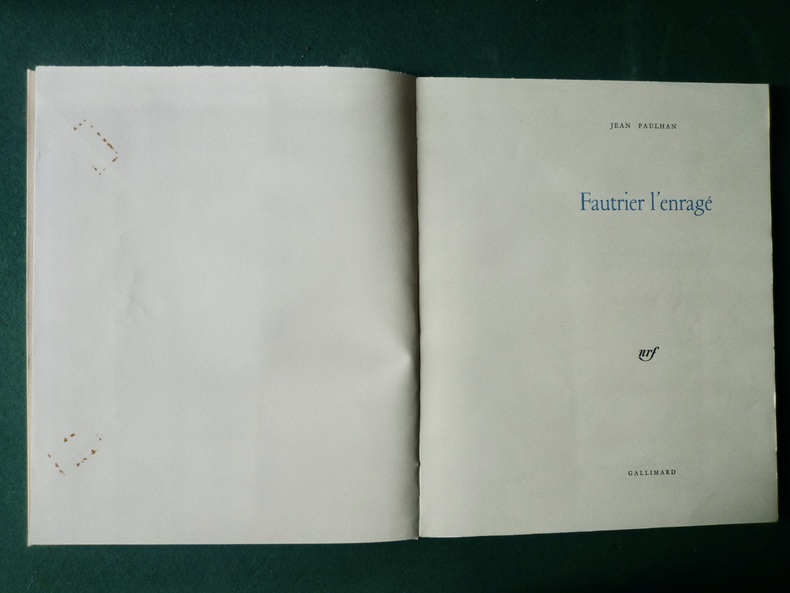 JEAN PAULHAN
Fautrier l'enragé
nrf
GALLIMARD